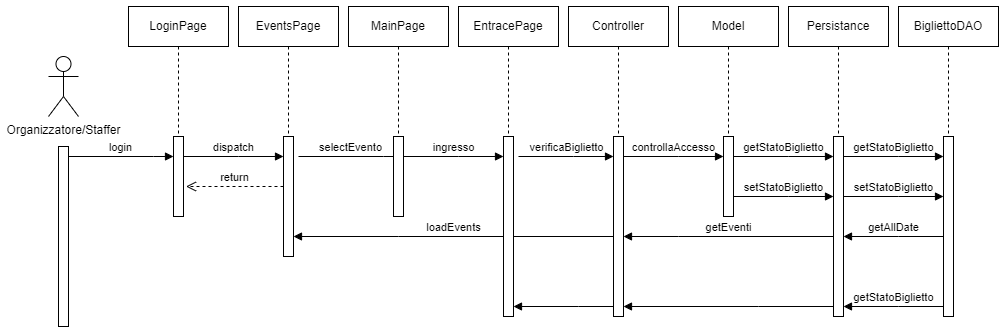 LoginPage
EventsPage
MainPage
EntracePage
Controller
Model
Persistance
BigliettoDAO
Organizzatore/Staffer
login
dispatch
selectEvento
ingresso
verificaBiglietto
controllaAccesso
getStatoBiglietto
getStatoBiglietto
return
setStatoBiglietto
setStatoBiglietto
loadEvents
getEventi
getAllDate
getStatoBiglietto